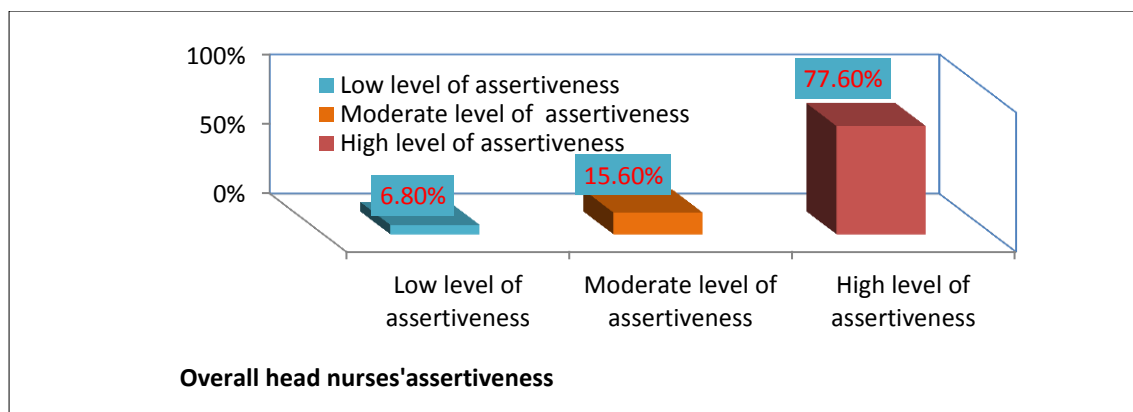 100%
50%
0%
Low level of assertiveness
Moderate level of  assertiveness
High level of assertiveness
6.80%
15.60%
77.60%
Low level of
assertiveness
Moderate level of
assertiveness
High level of
assertiveness
Overall head nurses'assertiveness